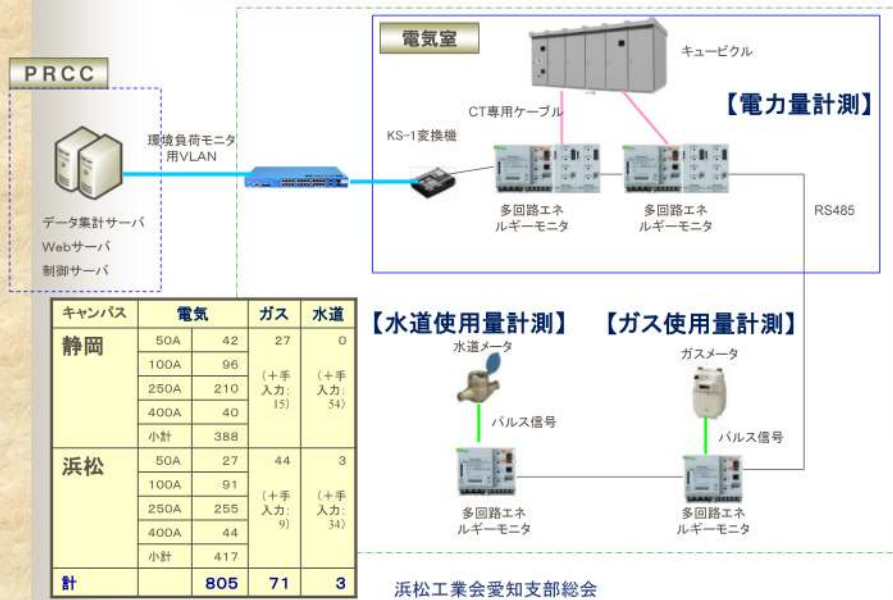 PRCC
電気室
キュービクル
【電力量計測】
CT専用ケーブル
KS-1変換機
環境負荷モニタ
用VLAN
多回路エネ
ルギーモニタ
多回路エネ
ルギーモニタ
RS485
データ集計サーバ
Webサーバ
制御サーバ
キャンパス 電気 ガス 水道
静岡 50A 42 27 0
100A 96
(+手入力:15) (+手入力:54)
250A 210
400A 40
小計 388
浜松 50A 27 44 3
100A 91
(+手入力:9) (+手入力:34)
250A 255
400A 44
小計 417
計 805 71 3
【水道使用量計測】 【ガス使用量計測】
水道メータ
ガスメータ
パルス信号
パルス信号
多回路エネ
ルギーモニタ
多回路エネ
ルギーモニタ
浜松工業会愛知支部総会